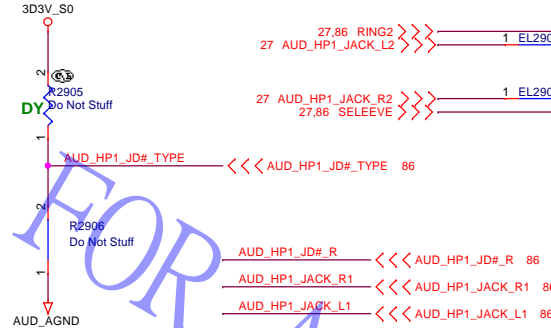 3D3V_S0
27,86 RING2
27 AUD_HP1_JACK_L2
1 EL290
2
R2905
DY
Do Not Stuff
1
27 AUD_HP1_JACK_R2
1 EL290
27,86 SELEEVE
AUD_HP1_JD#_TYPE
AUD_HP1_JD#_TYPE 86
2
R2906
Do Not Stuff
1
AUD_HP1_JD#_R
AUD_HP1_JD#_R 86
AUD_HP1_JACK_R1
AUD_HP1_JACK_R1 86
AUD_HP1_JACK_L1
AUD_HP1_JACK_L1 86
AUD_AGND
FOR